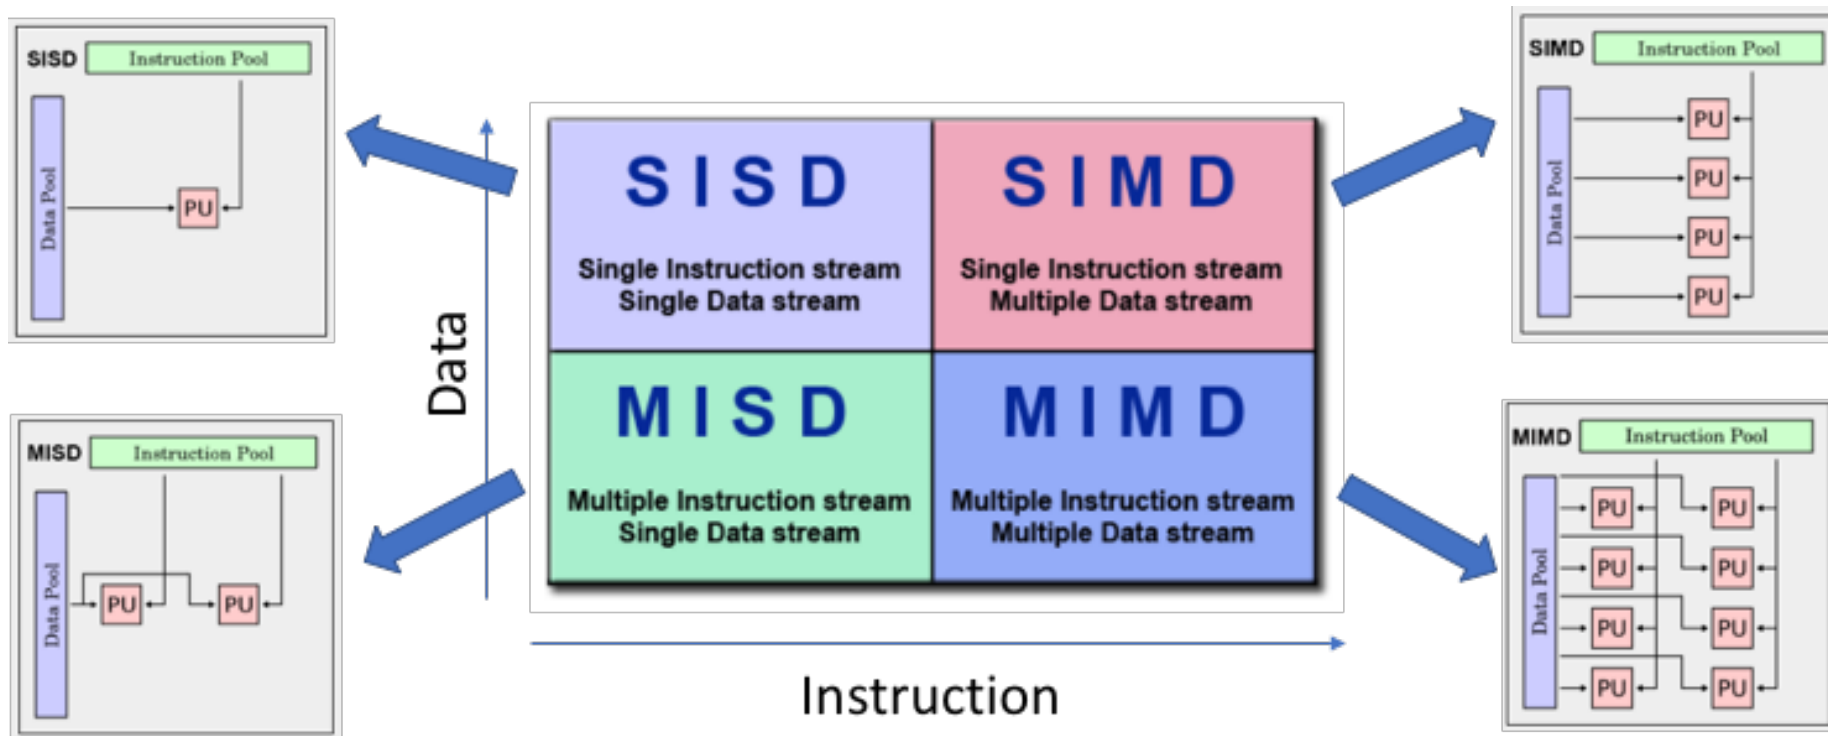 SISD
Instruction Pool
Data Pool
PU
SIMD
Instruction Pool
Data Pool
PU
PU
PU
PU
Data
S I S D
Single Instruction stream
Single Data stream
S I M D
Single Instruction stream
Multiple Data stream
M I S D
Multiple Instruction stream
Single Data stream
M I M D
Multiple Instruction stream
Multiple Data stream
Instruction
MISD
Instruction Pool
Data Pool
PU
PU
MIMD
Instruction Pool
Data Pool
PU
PU
PU
PU
PU
PU
PU
PU